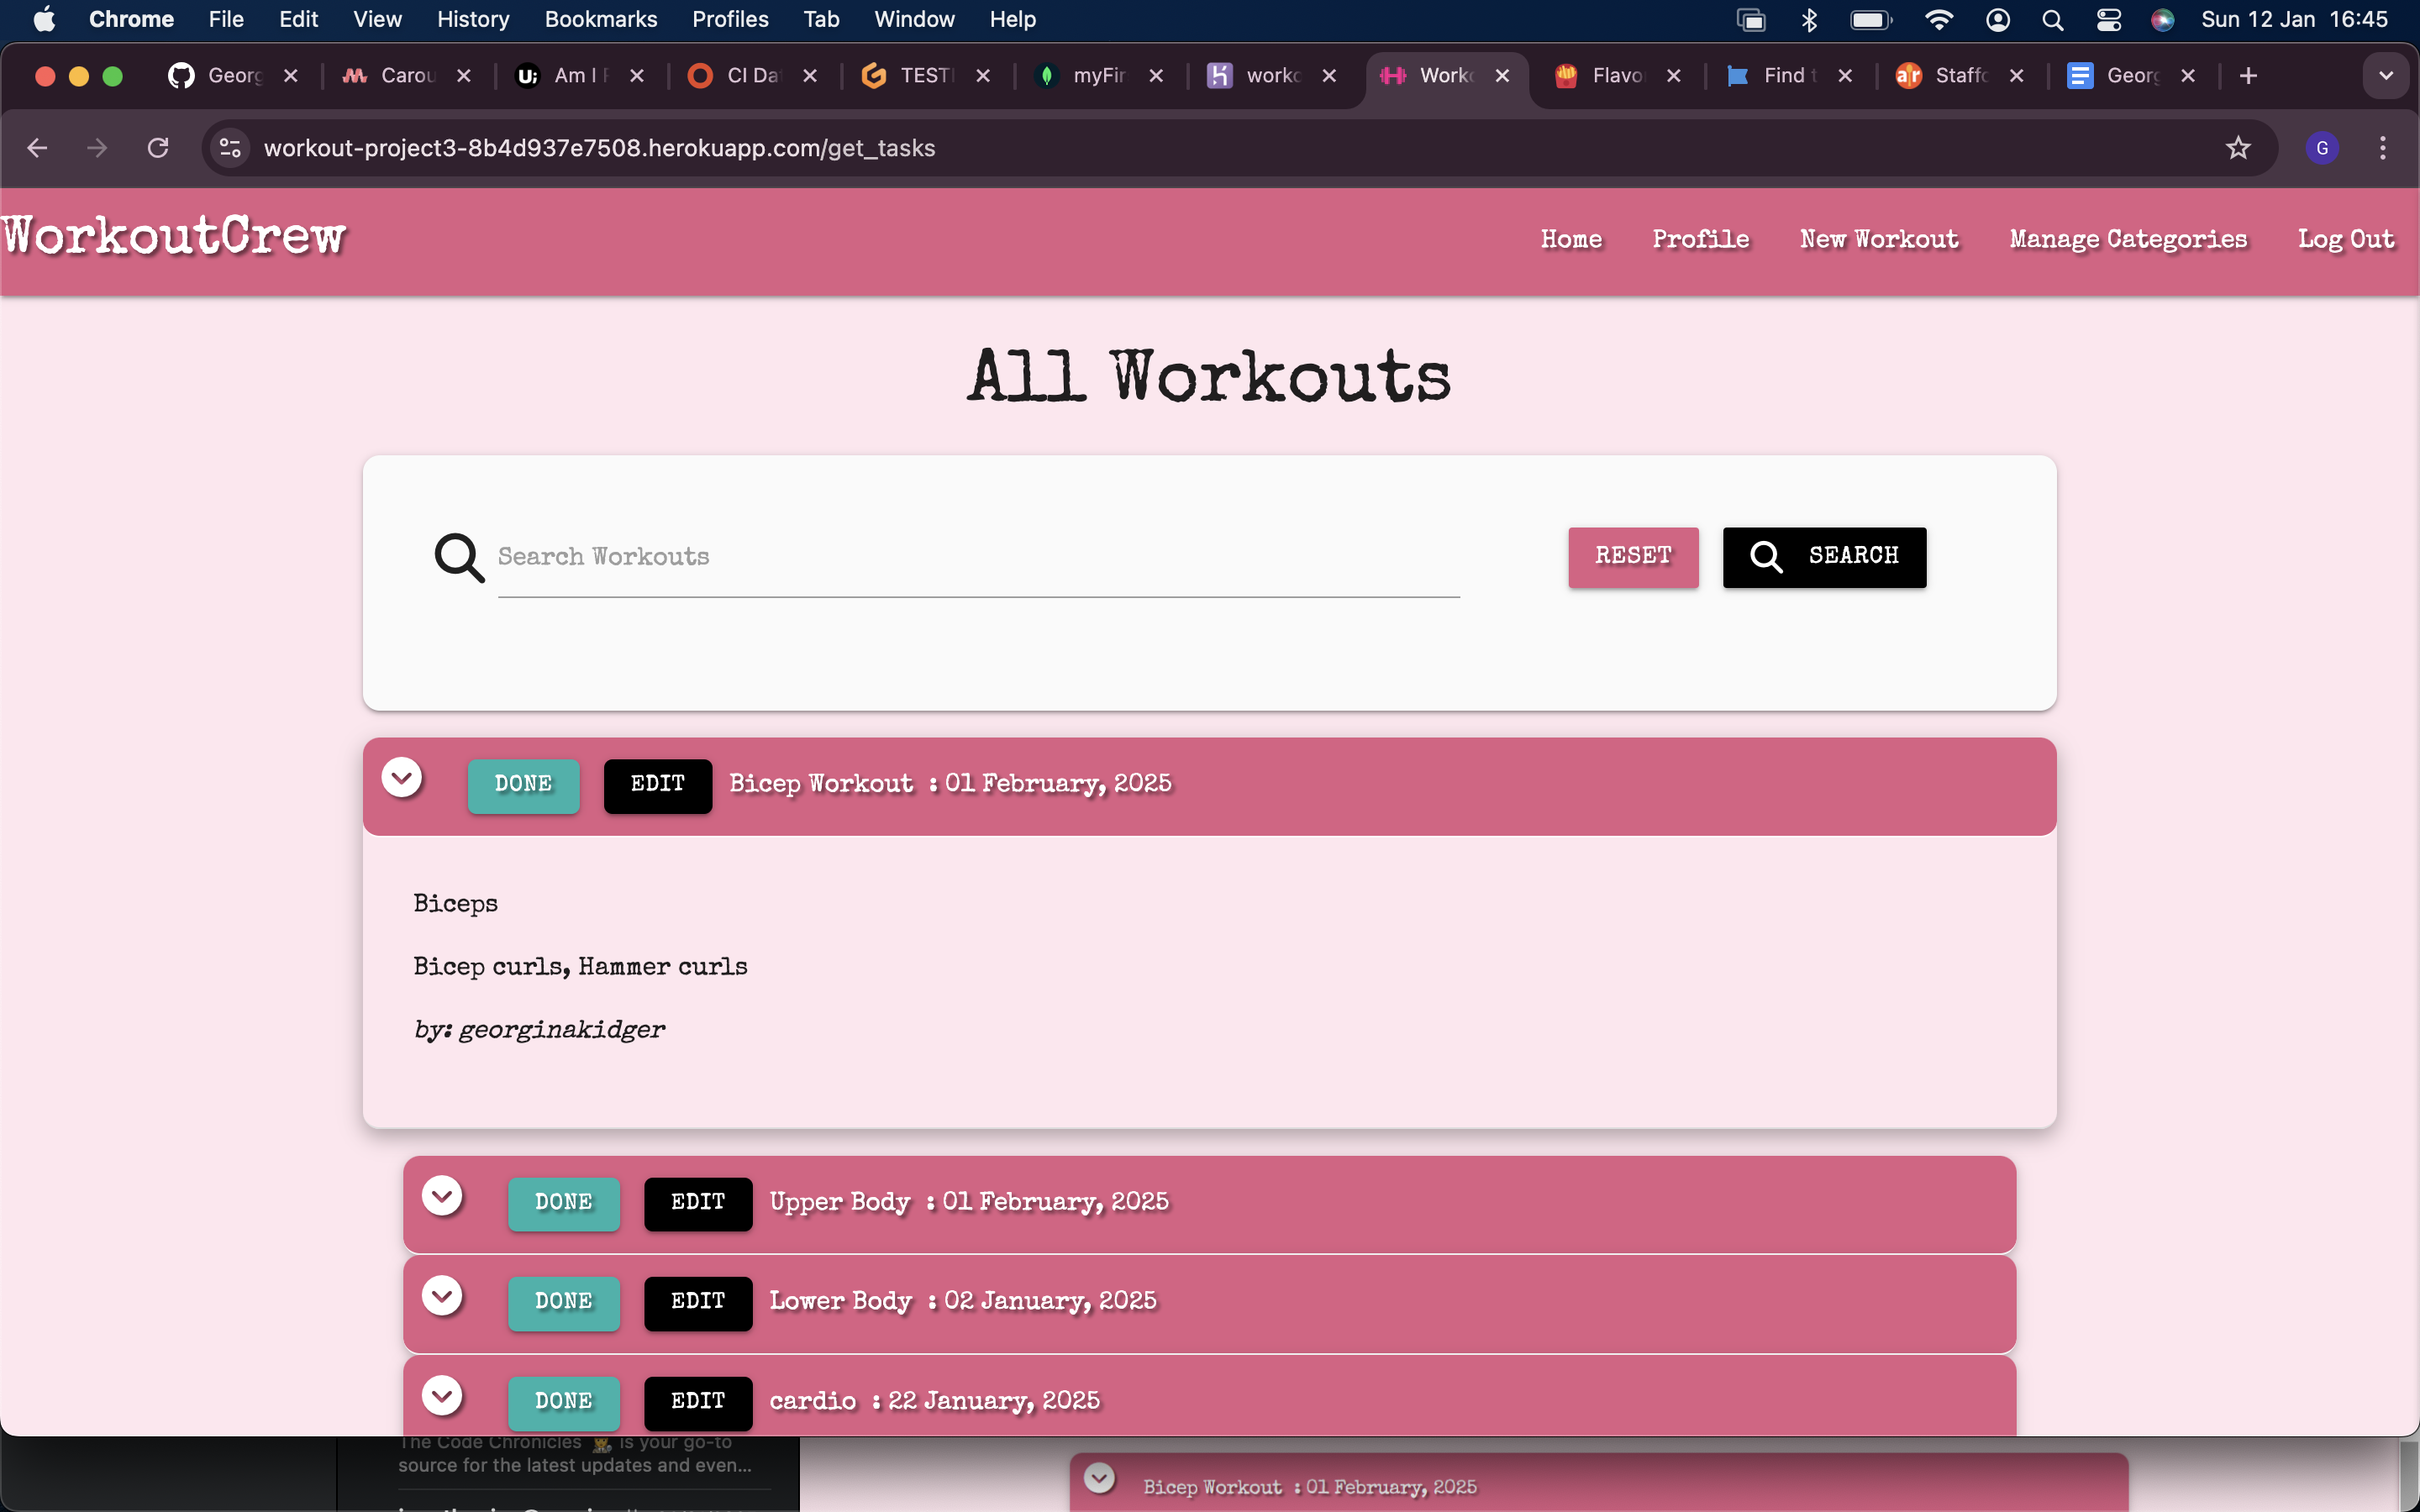 Chrome File Edit View History Bookmarks Profiles Tab Window Help Sun 12 Jan 16:45
Georg Carou Am I CI Da TEST myFir workc Workc Flavo Find Staffc Georg
workout-project3-8b4d937e7508.herokuapp.com/get_tasks G
WorkoutCrew Home Profile New Workout Manage Categories Log Out
All Workouts
Search Workouts RESET SEARCH
DONE EDIT Bicep Workout : 01 February, 2025
Biceps
Bicep curls, Hammer curls
by: georginakidger
DONE EDIT Upper Body : 01 February, 2025
DONE EDIT Lower Body : 02 January, 2025
DONE EDIT cardio : 22 January, 2025
The Code Chronicles is your go-to
source for the latest updates and even...
Bicep Workout : 01 February, 2025